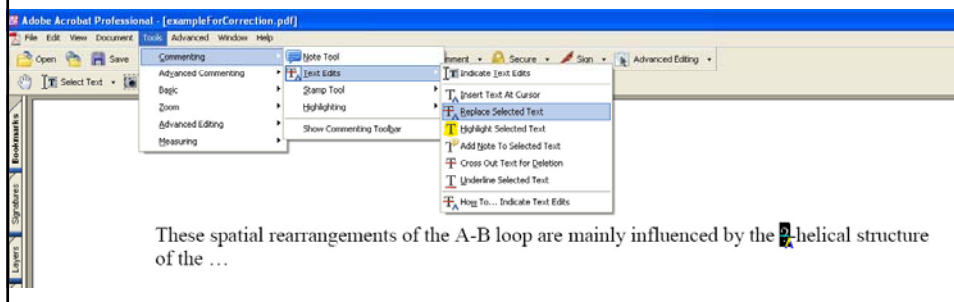 Adobe Acrobat Professional - [exampleForCorrection.pdf]
File Edit View Document Tools Advanced Window Help
Open Save nment Secure Sign Advanced Editing
Select Text
Commenting
Advanced Commenting
Basic
Zoom
Advanced Editing
Measuring
Note Tool
Text Edits
Stamp Tool
Highlighting
Show Commenting Toolbar
Indicate Text Edits
Insert Text At Cursor
Replace Selected Text
Highlight Selected Text
Add Note To Selected Text
Cross Out Text for Deletion
Underline Selected Text
How To... Indicate Text Edits
Bookmarks
Signatures
Layers
These spatial rearrangements of the A-B loop are mainly influenced by the ?-helical structure
of the …